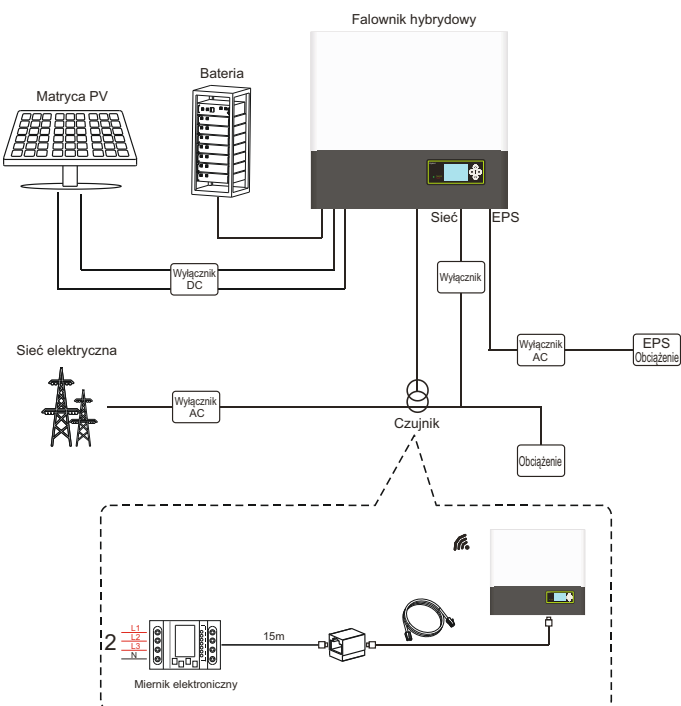 Falownik hybrydowy
Bateria
Matryca PV
Sieć
EPS
Wyłącznik
DC
Wyłącznik
Sieć elektryczna
Wyłącznik
AC
EPS
Obciążenie
Wyłącznik
AC
Czujnik
Obciążenie
2
L1
L2
L3
N
15m
Miernik elektroniczny